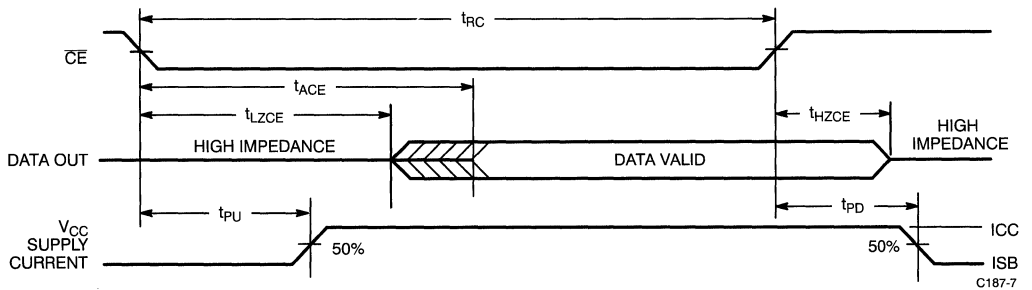 tRC
CE
tACE
tLZCE
tHZCE
HIGH IMPEDANCE
HIGH
IMPEDANCE
DATA OUT
DATA VALID
tPU
tPD
VCC
SUPPLY
CURRENT
50%
50%
ICC
ISB
C187-7